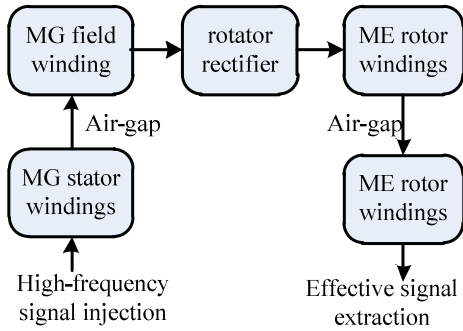 MG field
winding
rotator
rectifier
ME rotor
windings
Air-gap
Air-gap
MG stator
windings
ME rotor
windings
High-frequency
signal injection
Effective signal
extraction